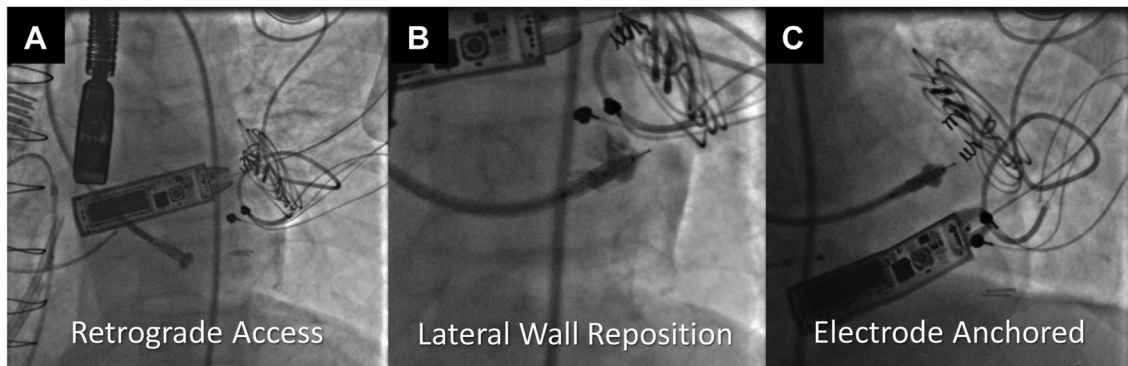 A
B
C
Retrograde Access
Lateral Wall Reposition
Electrode Anchored